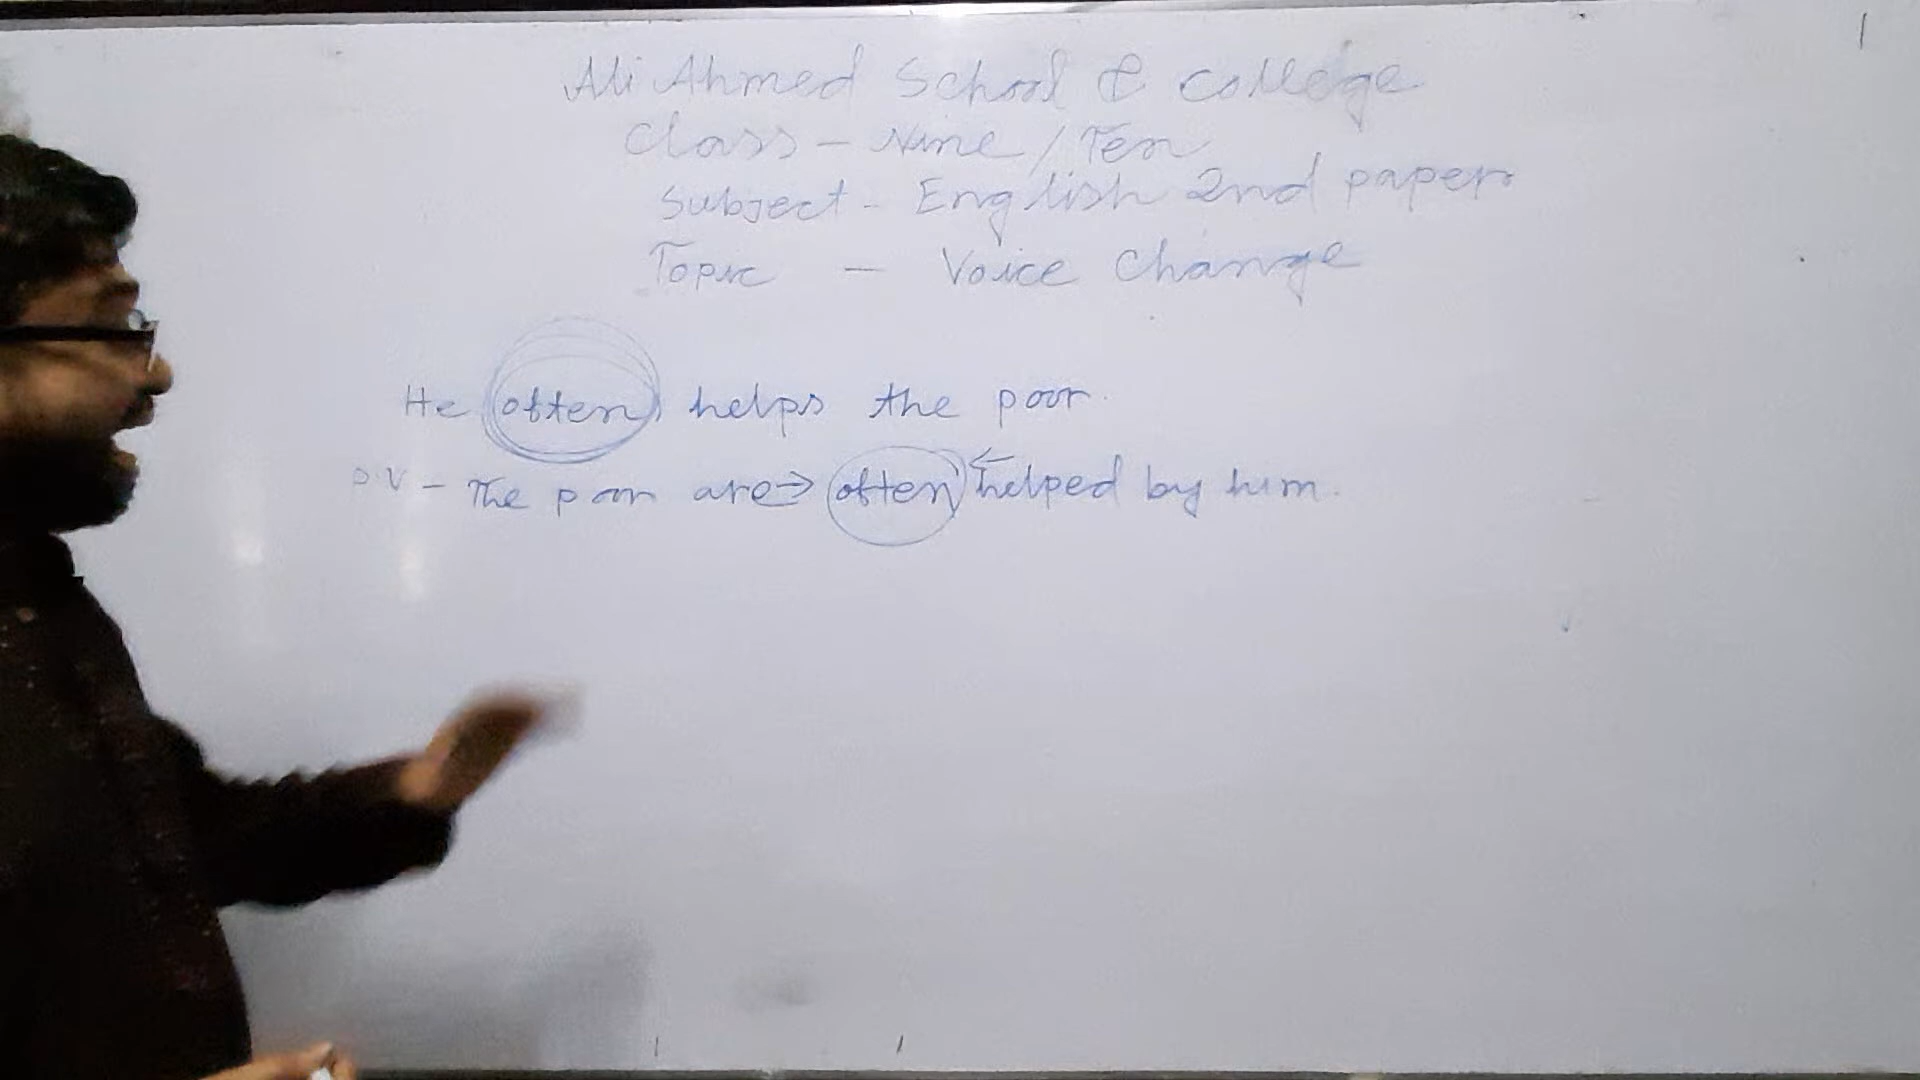 Ali Ahmed School & College
Class - Nine / Ten
Subject - English 2nd paper
Topic - Voice Change
He often helps the poor.
P.V - The poor are → often ← helped by him.